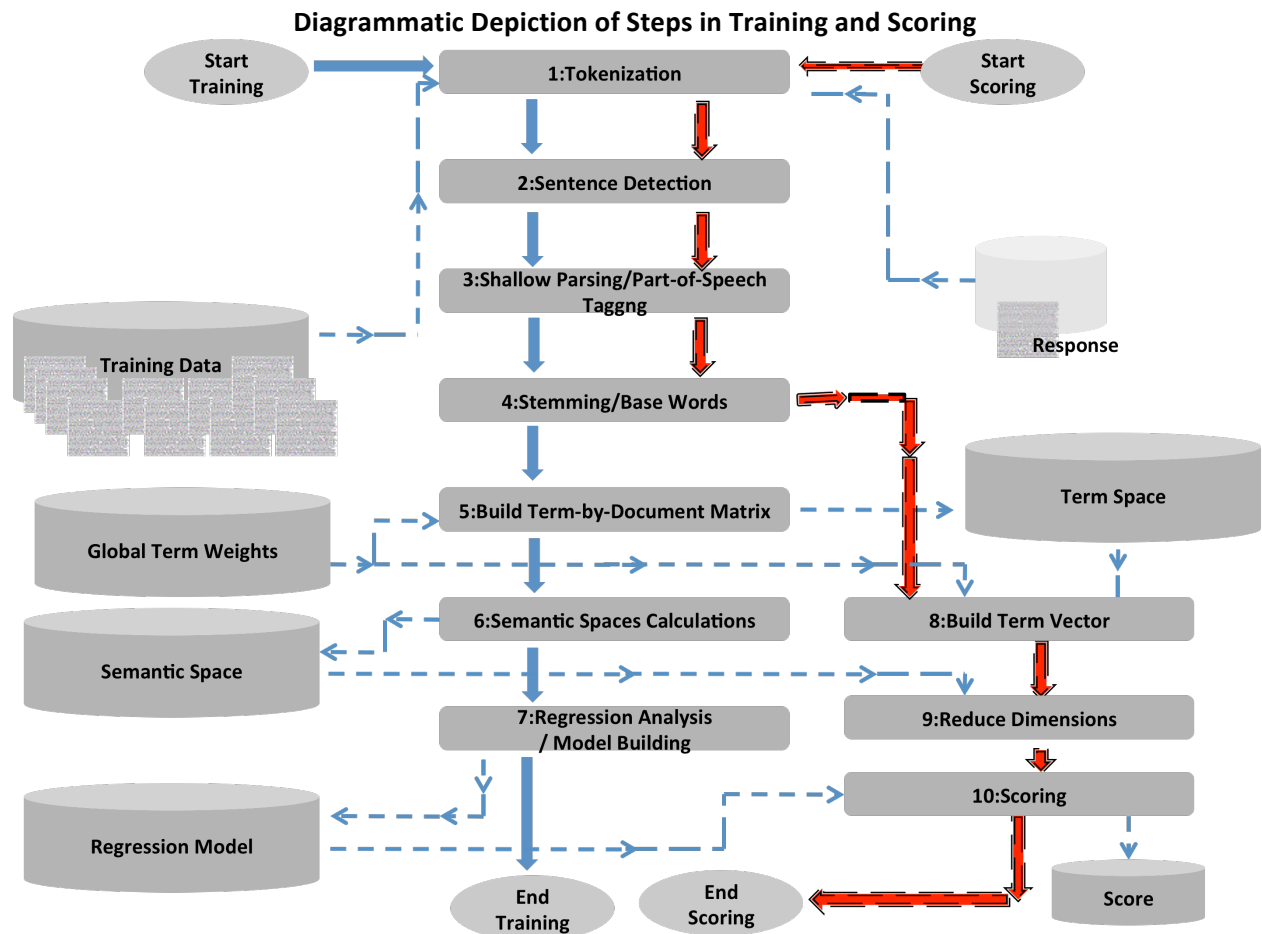 Diagrammatic Depiction of Steps in Training and Scoring
Start
Training
1:Tokenization
Start
Scoring
2:Sentence Detection
3:Shallow Parsing/Part-of-Speech
Taggng
Training Data
Response
4:Stemming/Base Words
Term Space
5:Build Term-by-Document Matrix
Global Term Weights
6:Semantic Spaces Calculations
8:Build Term Vector
Semantic Space
7:Regression Analysis
/ Model Building
9:Reduce Dimensions
10:Scoring
Regression Model
End
Training
End
Scoring
Score